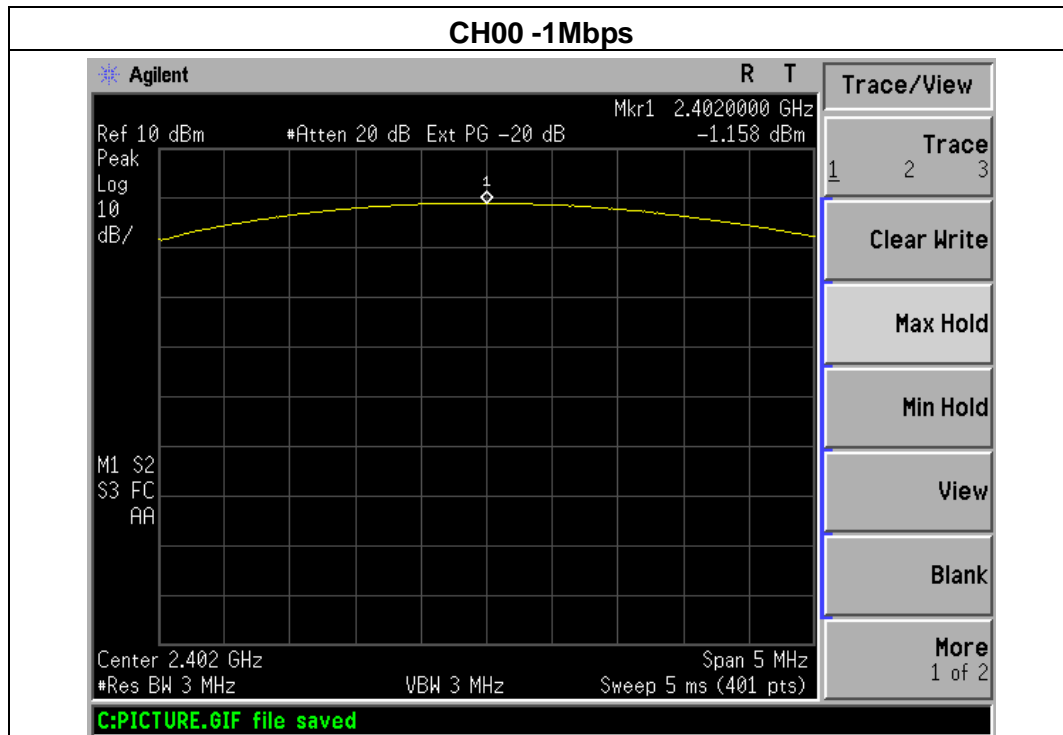 CH00 -1Mbps
Agilent R T
Mkr1 2.4020000 GHz
Ref 10 dBm #Atten 20 dB Ext PG -20 dB -1.158 dBm
Peak
Log
10
dB/
1
M1 S2
S3 FC
AA
Center 2.402 GHz Span 5 MHz
#Res BW 3 MHz VBW 3 MHz Sweep 5 ms (401 pts)
C:PICTURE.GIF file saved
Trace/View
Trace
1 2 3
Clear Write
Max Hold
Min Hold
View
Blank
More
1 of 2